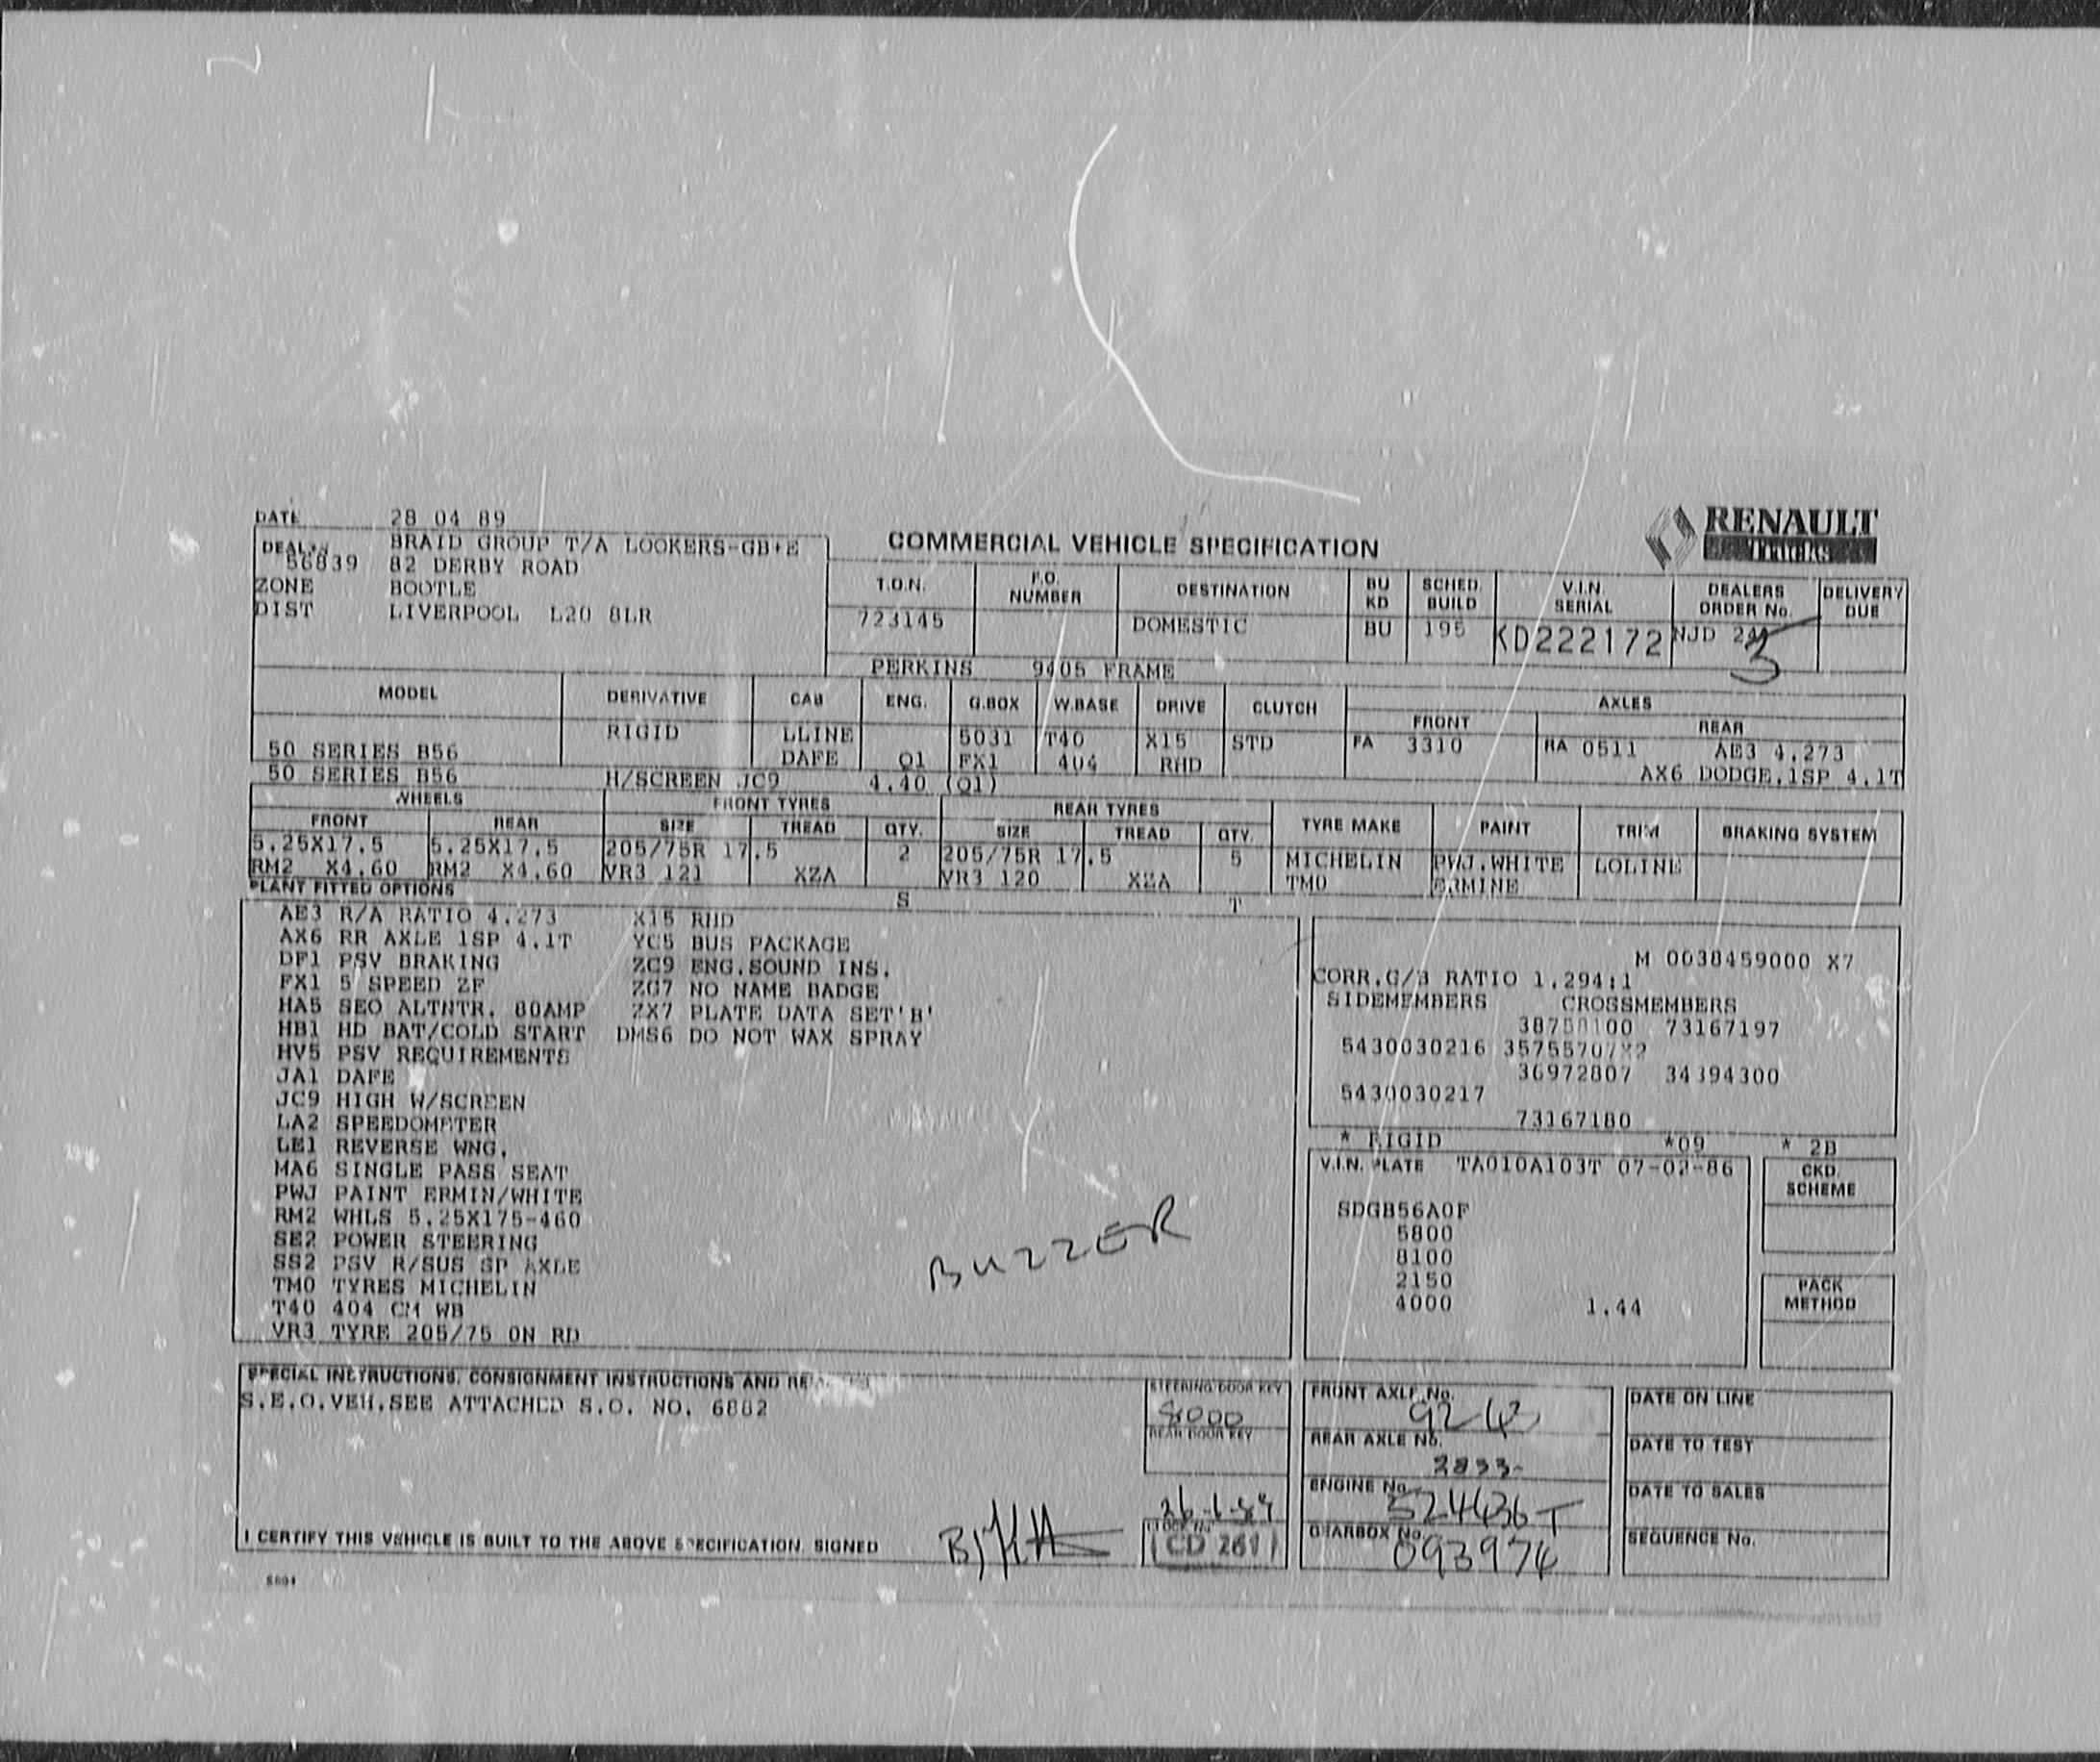 DATE 28 04 89
RENAULT
TRUCKS
COMMERCIAL VEHICLE SPECIFICATION
BRAID GROUP T/A LOOKERS-GB+E
56839 82 DERBY ROAD
ZONE BOOTLE
DIST LIVERPOOL L20 8LR
T.O.N. F.O. NUMBER DESTINATION BU KD SCHED. BUILD V.I.N. SERIAL DEALERS ORDER No. DELIVERY DUE
723145 DOMESTIC BU 195 KD222172 NJD
PERKINS 9405 FRAME
MODEL DERIVATIVE CAB ENG. G.BOX W.BASE DRIVE CLUTCH AXLES
FRONT REAR
RIGID LLINE 5031 T40 X15 STD FA 3310 RA 0511 AE3 4.273
50 SERIES B56 DAFE Q1 FX1 404 RHD
50 SERIES B56 H/SCREEN JC9 4.40 (Q1) AX6 DODGE,1SP 4.1T
WHEELS FRONT TYRES REAR TYRES TYRE MAKE PAINT TRIM BRAKING SYSTEM
FRONT REAR SIZE TREAD QTY. SIZE TREAD QTY.
5.25X17.5 5.25X17.5 205/75R 17.5 2 205/75R 17.5 5 MICHELIN PWJ.WHITE LOLINE
RM2 X4.60 RM2 X4.60 VR3 121 XZA VR3 120 XZA TM0 ERMINE
PLANT FITTED OPTIONS S T
AE3 R/A RATIO 4.273 X15 RHD
AX6 RR AXLE 1SP 4.1T YC5 BUS PACKAGE
DF1 PSV BRAKING ZC9 ENG.SOUND INS.
FX1 5 SPEED ZF ZG7 NO NAME BADGE
HA5 SEO ALTNTR. 80AMP ZX7 PLATE DATA SET'B'
HB1 HD BAT/COLD START DMS6 DO NOT WAX SPRAY
HV5 PSV REQUIREMENTS
JA1 DAFE
JC9 HIGH W/SCREEN
LA2 SPEEDOMETER
LE1 REVERSE WNG.
MA6 SINGLE PASS SEAT
PWJ PAINT ERMIN/WHITE
RM2 WHLS 5.25X175-460
SE2 POWER STEERING
SS2 PSV R/SUS SP AXLE
TM0 TYRES MICHELIN
T40 404 CM WB
VR3 TYRE 205/75 ON RD
BUZZER
M 0038459000 X7
CORR.G/B RATIO 1.294:1
SIDEMEMBERS CROSSMEMBERS
73167197
5430030216 35755707X2
36972807 34394300
5430030217
73167180
* RIGID *09 * 2B
V.I.N. PLATE TA010A103T 07-02-86
SDGB56A0F
5800
8100
2150
4000 1.44
CKD. SCHEME
PACK METHOD
SPECIAL INSTRUCTIONS, CONSIGNMENT INSTRUCTIONS AND
S.E.O.VEH.SEE ATTACHED S.O. NO. 6882
STEERING/DOOR KEY
8000
REAR DOOR KEY
CD 261
I CERTIFY THIS VEHICLE IS BUILT TO THE ABOVE SPECIFICATION. SIGNED
FRONT AXLE No.
REAR AXLE No.
2833-
ENGINE No.
524636T
GEARBOX No.
093974
DATE ON LINE
DATE TO TEST
DATE TO SALES
SEQUENCE No.